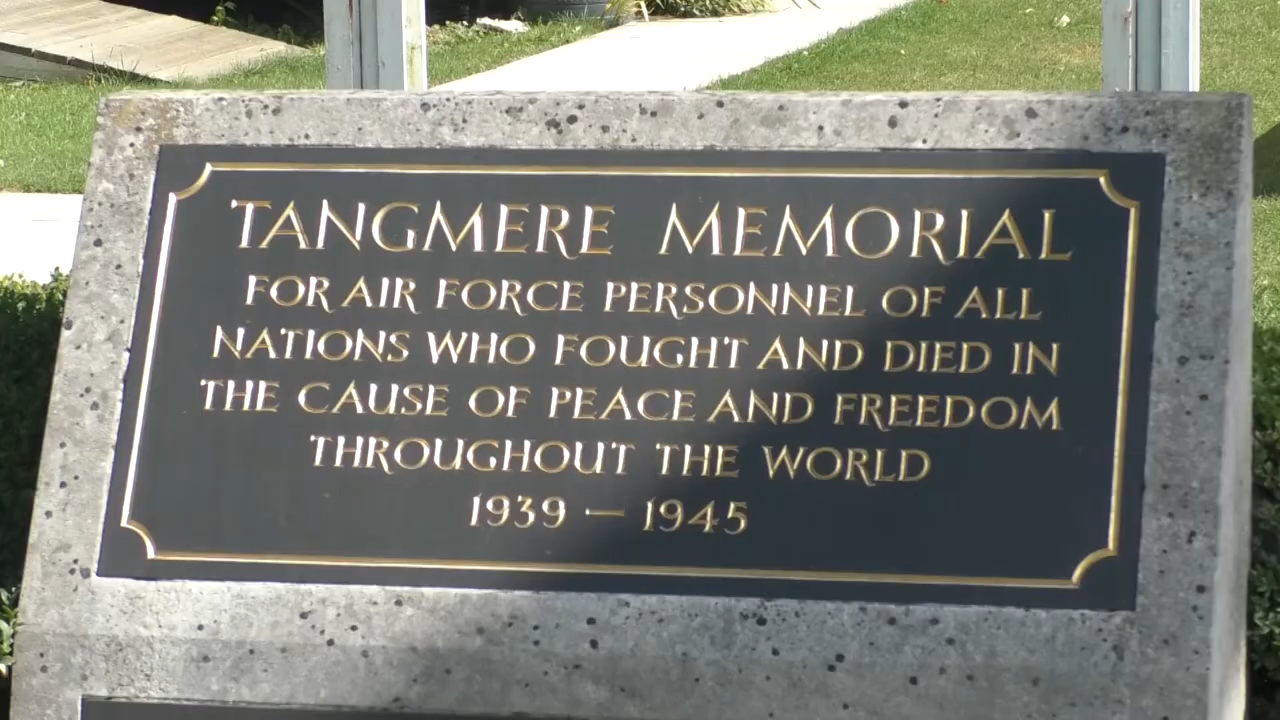 TANGMERE MEMORIAL
FOR AIR FORCE PERSONNEL OF ALL
NATIONS WHO FOUGHT AND DIED IN
THE CAUSE OF PEACE AND FREEDOM
THROUGHOUT THE WORLD
1939 — 1945